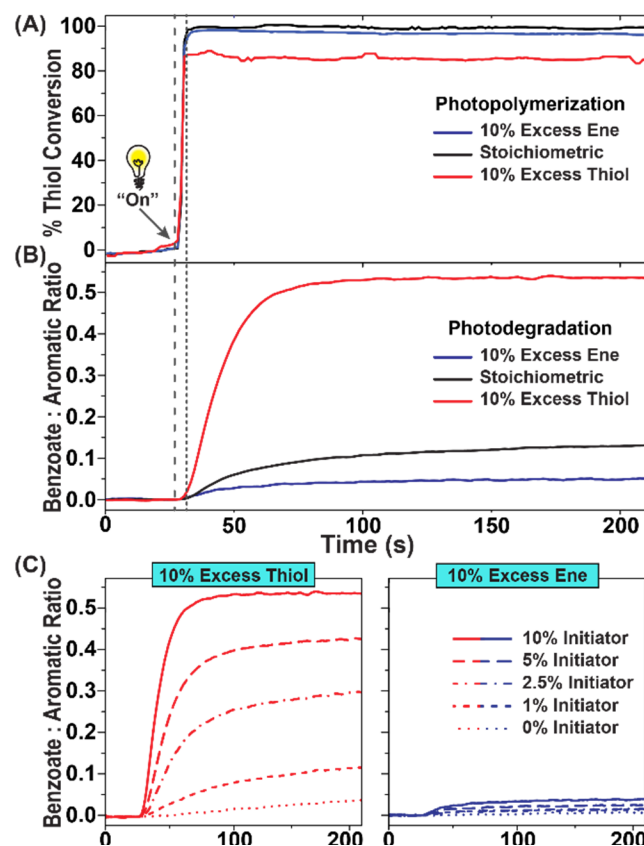 (A)
% Thiol Conversion
100
80
60
40
20
0
"On"
Photopolymerization
10% Excess Ene
Stoichiometric
10% Excess Thiol
(B)
Benzoate : Aromatic Ratio
0.5
0.4
0.3
0.2
0.1
0.0
Photodegradation
10% Excess Ene
Stoichiometric
10% Excess Thiol
0
50
100
150
200
Time (s)
(C)
10% Excess Thiol
10% Excess Ene
Benzoate : Aromatic Ratio
0.5
0.4
0.3
0.2
0.1
0.0
10% Initiator
5% Initiator
2.5% Initiator
1% Initiator
0% Initiator
0
100
200
0
100
200